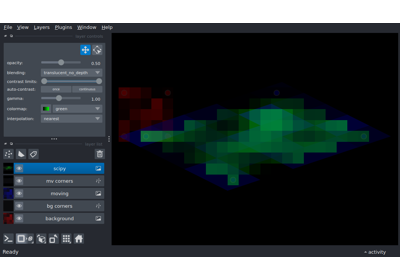 File View Layers Plugins Window Help
opacity: 0.50
blending: translucent_no_depth
contrast limits:
auto-contrast: once continuous
gamma: 1.00
colormap: green
interpolation: nearest
scipy
mv corners
moving
bg corners
background
Ready activity